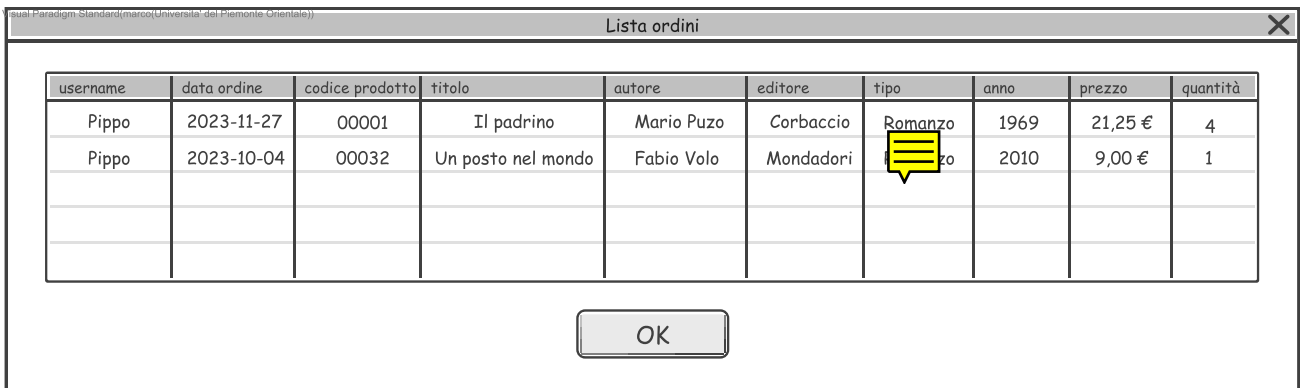 Visual Paradigm Standard(marco(Universita' del Piemonte Orientale))
Lista ordini
username data ordine codice prodotto titolo autore editore tipo anno prezzo quantità
Pippo 2023-11-27 00001 Il padrino Mario Puzo Corbaccio Romanzo 1969 21,25 € 4
Pippo 2023-10-04 00032 Un posto nel mondo Fabio Volo Mondadori 2010 9,00 € 1
OK